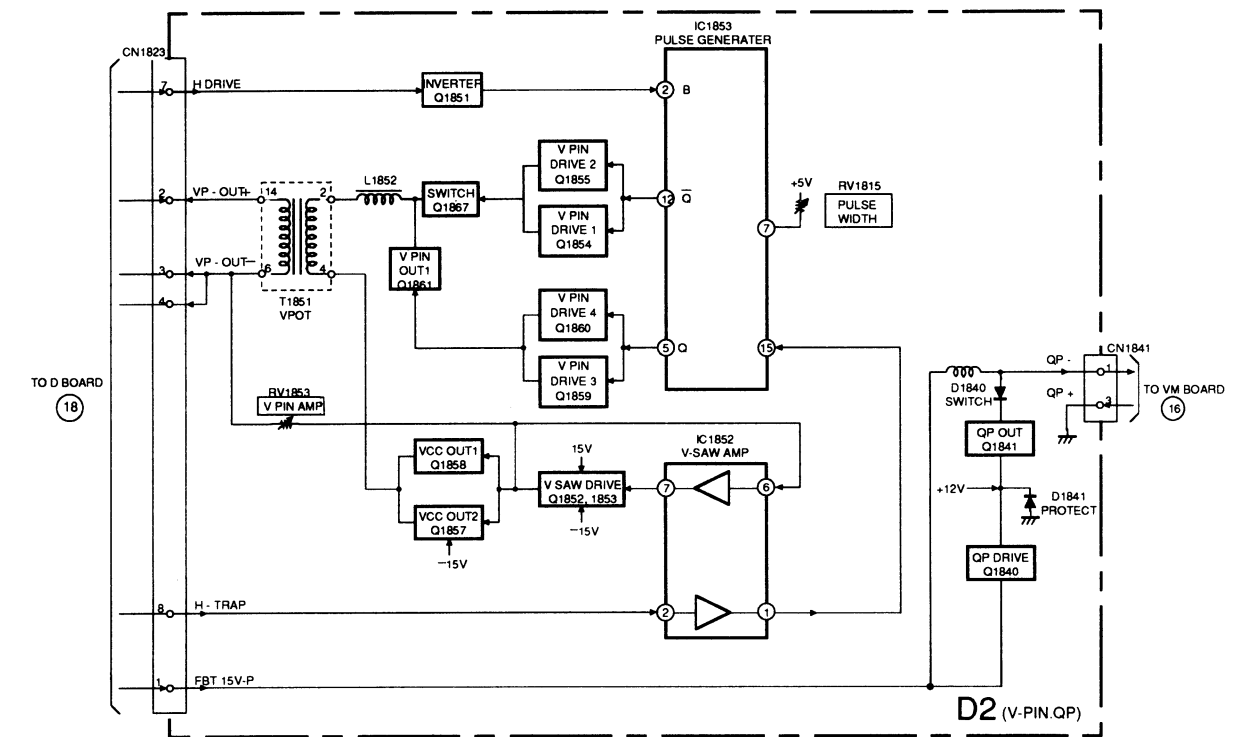 IC1853
PULSE GENERATER
CN1823
7
H DRIVE
INVERTER
Q1851
2
B
V PIN
DRIVE 2
Q1855
L1852
2
VP - OUT+
14
2
SWITCH
Q1867
12
Q
+5V
RV1815
PULSE
WIDTH
V PIN
DRIVE 1
Q1854
7
V PIN
OUT1
Q1861
3
VP - OUT−
6
4
4
T1851
VPOT
V PIN
DRIVE 4
Q1860
5
Q
15
V PIN
DRIVE 3
Q1859
CN1841
QP -
1
TO D BOARD
18
D1840
SWITCH
QP +
3
TO VM BOARD
16
RV1853
V PIN AMP
QP OUT
Q1841
IC1852
V-SAW AMP
VCC OUT1
Q1858
15V
V SAW DRIVE
Q1852, 1853
7
6
−15V
+12V
D1841
PROTECT
VCC OUT2
Q1857
−15V
QP DRIVE
Q1840
8
H - TRAP
2
1
1
FBT 15V-P
D2 (V-PIN.QP)